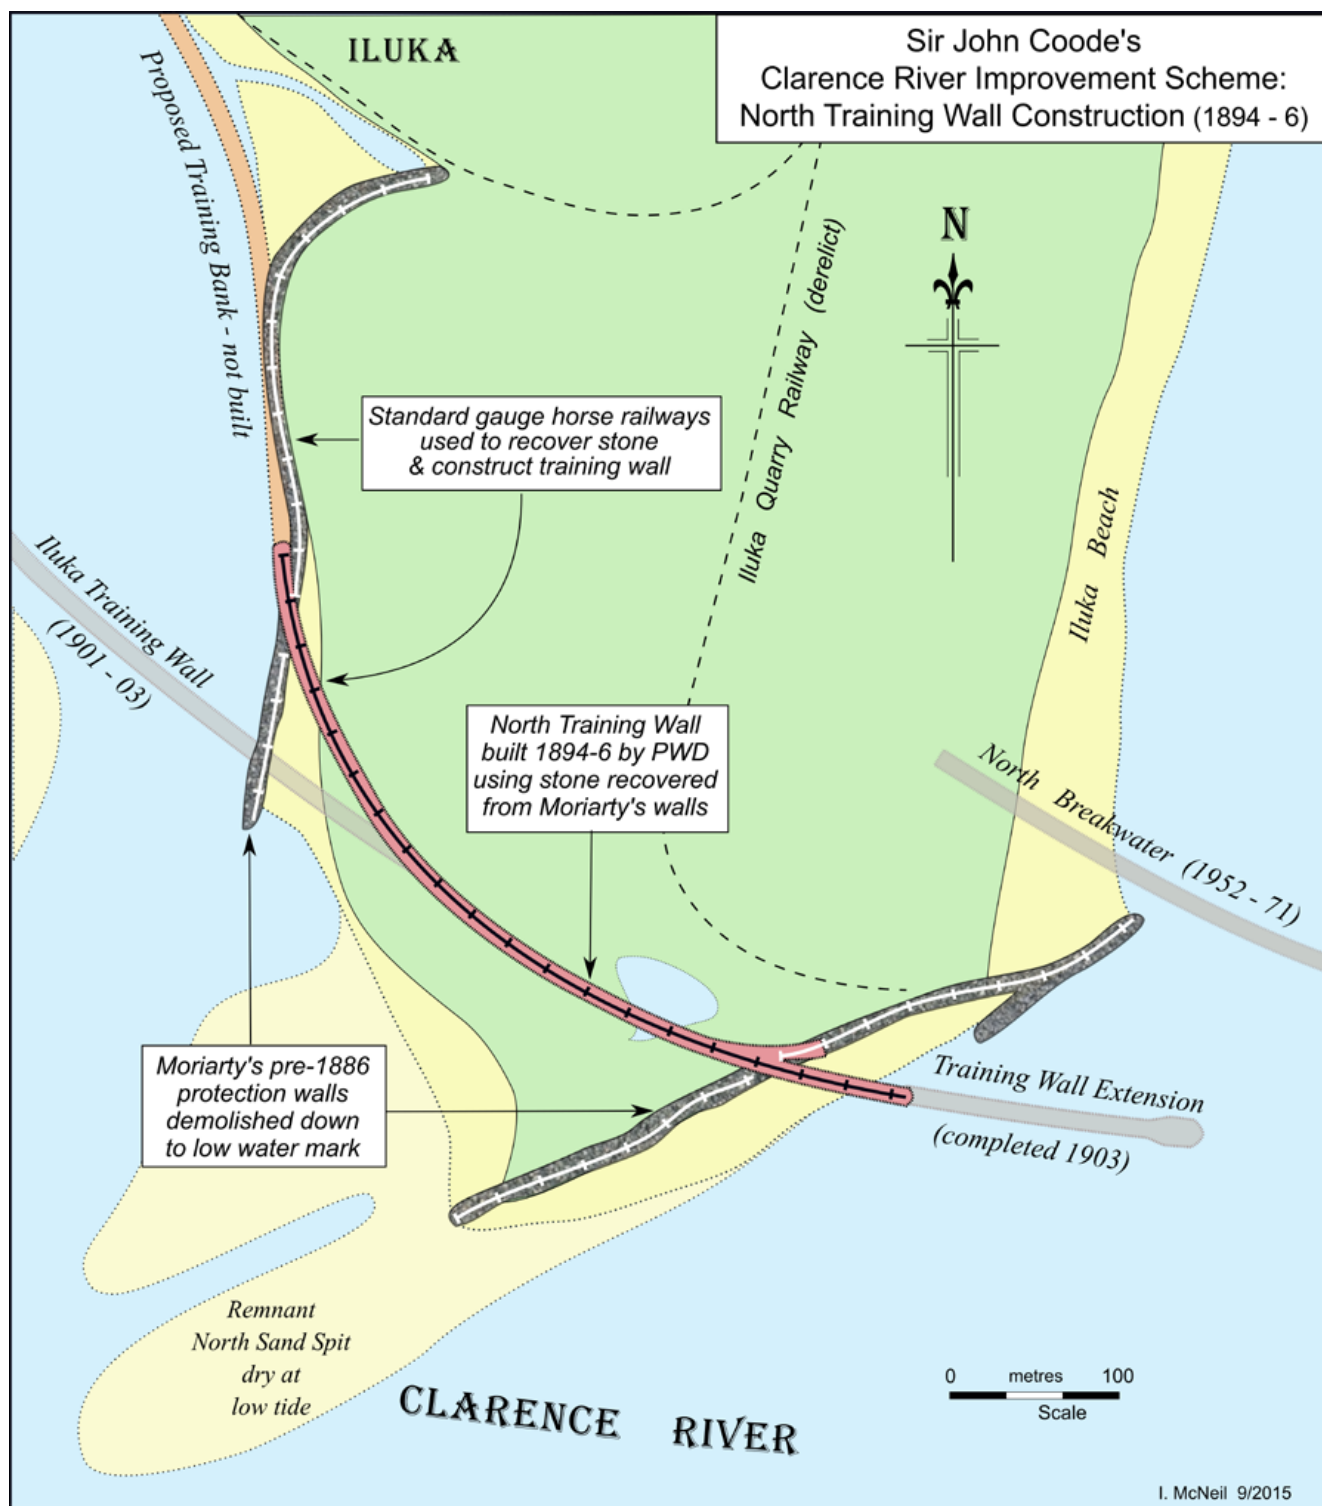 ILUKA
Sir John Coode's
Clarence River Improvement Scheme:
North Training Wall Construction (1894 - 6)
Proposed Training Bank - not built
N
Iluka Quarry Railway (derelict)
Standard gauge horse railways
used to recover stone
& construct training wall
Iluka Beach
Iluka Training Wall
(1901 - 03)
North Training Wall
built 1894-6 by PWD
using stone recovered
from Moriarty's walls
North Breakwater (1952 - 71)
Moriarty's pre-1886
protection walls
demolished down
to low water mark
Training Wall Extension
(completed 1903)
Remnant
North Sand Spit
dry at
low tide
CLARENCE RIVER
0 metres 100
Scale
I. McNeil 9/2015